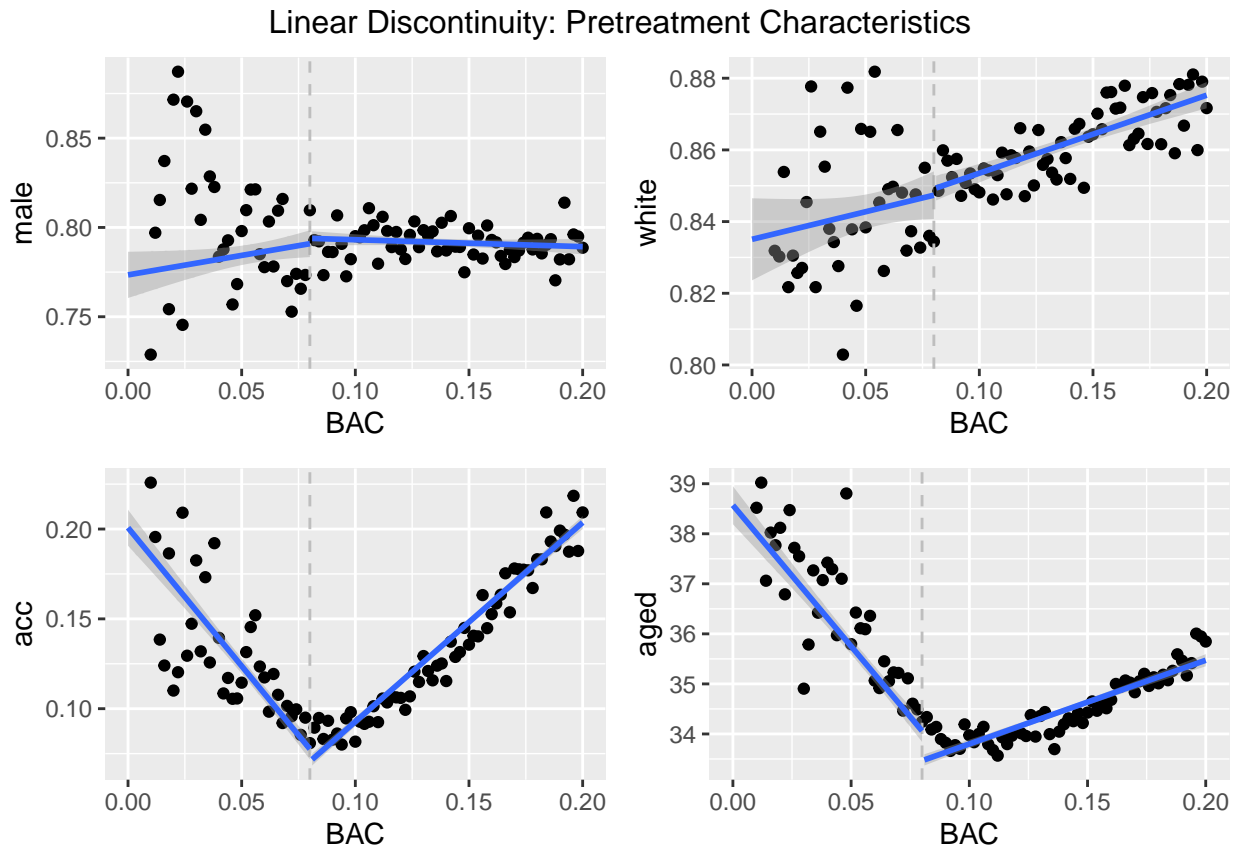 Linear Discontinuity: Pretreatment Characteristics
male
0.85
0.80
0.75
0.00 0.05 0.10 0.15 0.20
BAC
white
0.88
0.86
0.84
0.82
0.80
0.00 0.05 0.10 0.15 0.20
BAC
acc
0.20
0.15
0.10
0.00 0.05 0.10 0.15 0.20
BAC
aged
39
38
37
36
35
34
0.00 0.05 0.10 0.15 0.20
BAC